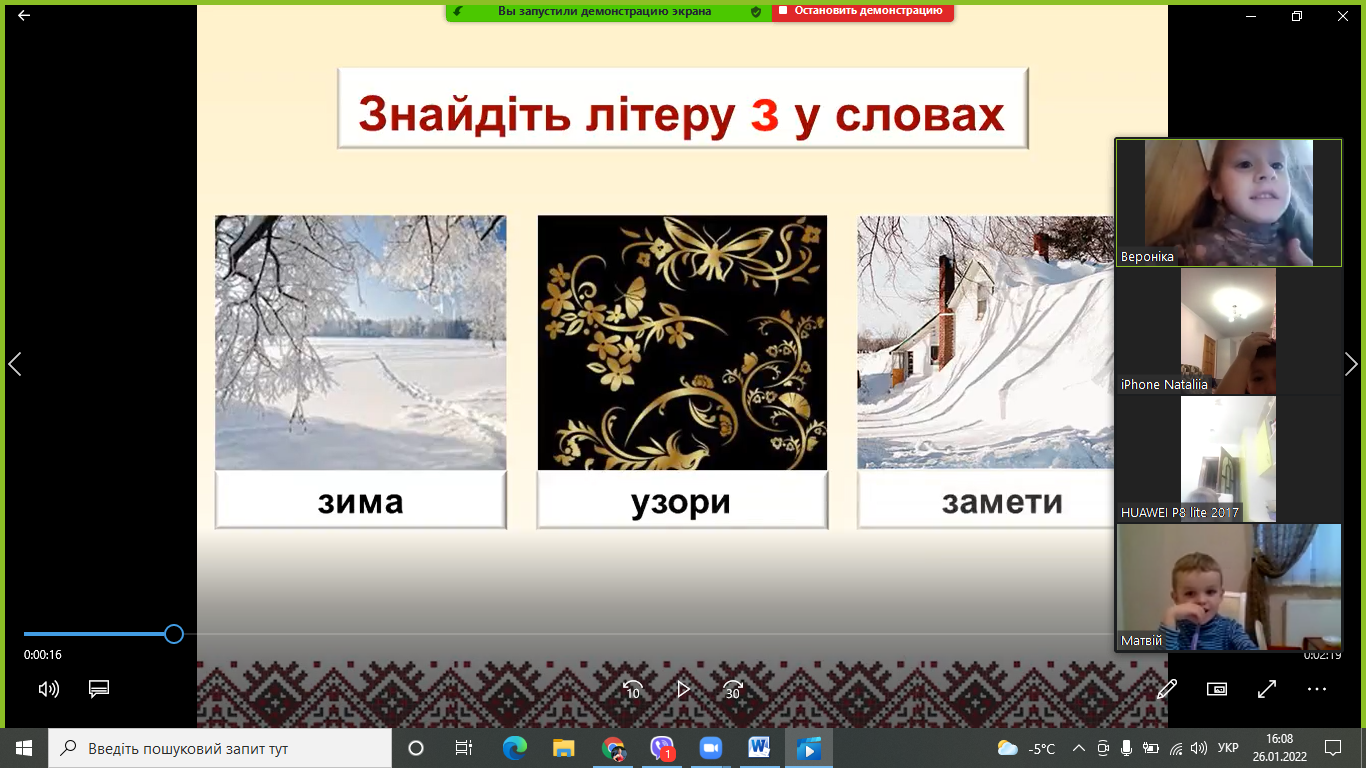 Вы запустили демонстрацию экрана
Остановить демонстрацию
Знайдіть літеру з у словах
зима
узори
замети
Вероніка
iPhone Nataliia
HUAWEI P8 lite 2017
Матвій
0:00:16
0:02:19
10
30
Введіть пошуковий запит тут
1
W
-5°C
УКР
16:08
26.01.2022